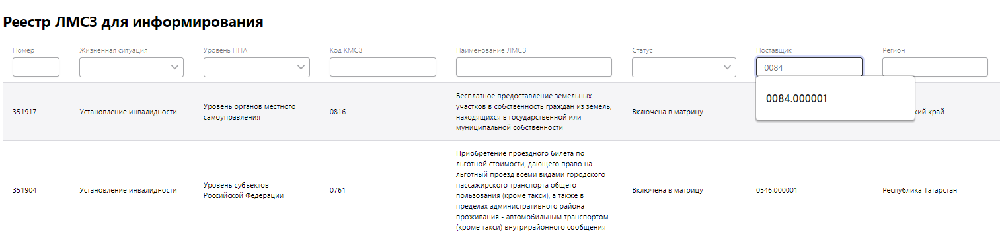 Реестр ЛМСЗ для информирования
Номер Жизненная ситуация Уровень НПА Код КМСЗ Наименование ЛМСЗ Статус Поставщик Регион
0084
0084.000001
351917 Установление инвалидности Уровень органов местного самоуправления 0816
Бесплатное предоставление земельных
участков в собственность граждан из земель,
находящихся в государственной или
муниципальной собственности
Включена в матрицу край
Приобретение проездного билета по
льготной стоимости, дающего право на
льготный проезд всеми видами городского
пассажирского транспорта общего
пользования (кроме такси), а также в
пределах административного района
проживания - автомобильным транспортом
(кроме такси) внутрирайонного сообщения
351904 Установление инвалидности Уровень субъектов Российской Федерации 0761
Включена в матрицу 0546.000001 Республика Татарстан